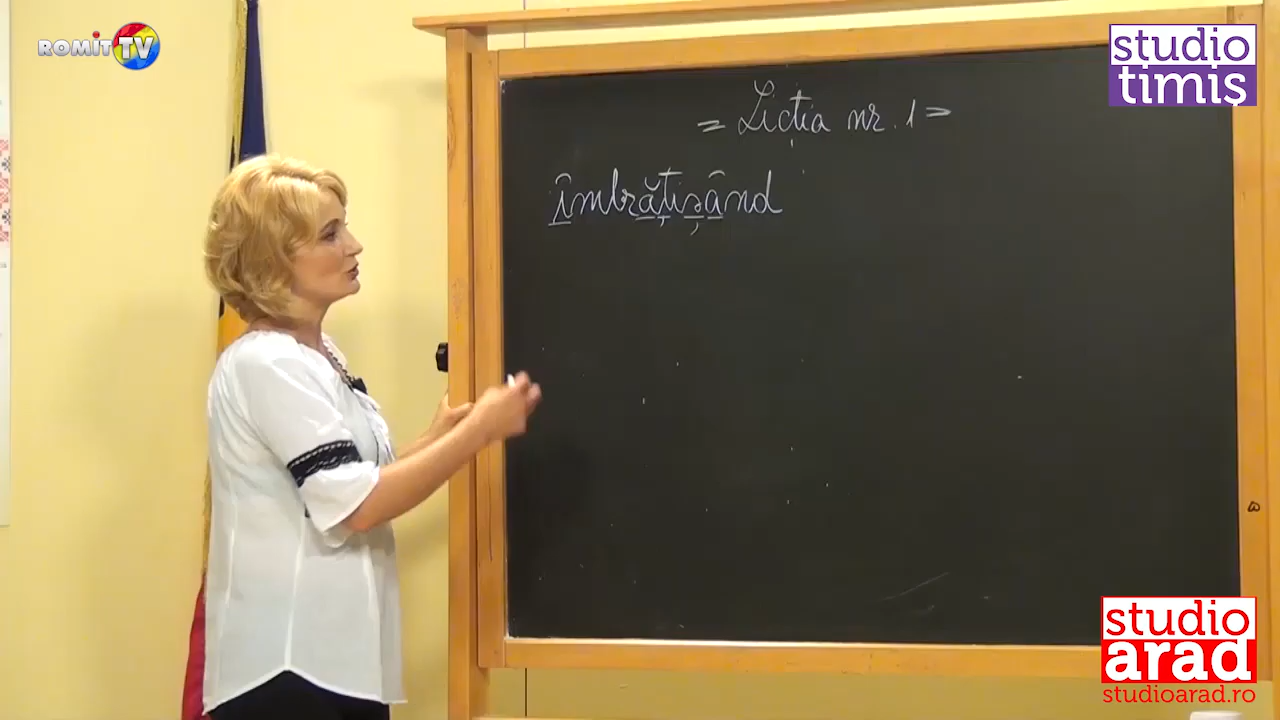 ROMIT TV
studio
timiș
= Lecția nr. 1 =
îmbrățișând
studio
arad
studioarad.ro